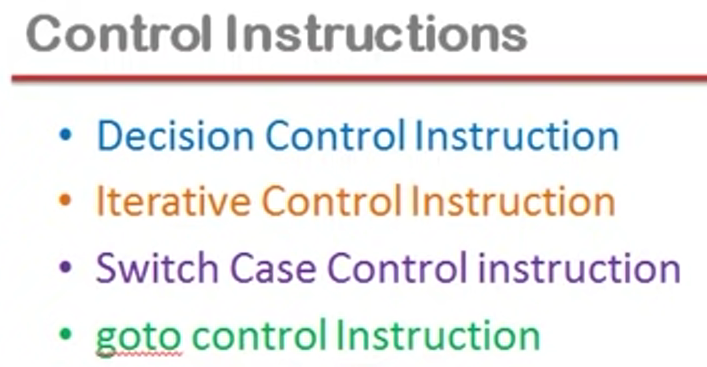 Control Instructions
• Decision Control Instruction
• Iterative Control Instruction
• Switch Case Control instruction
• goto control Instruction